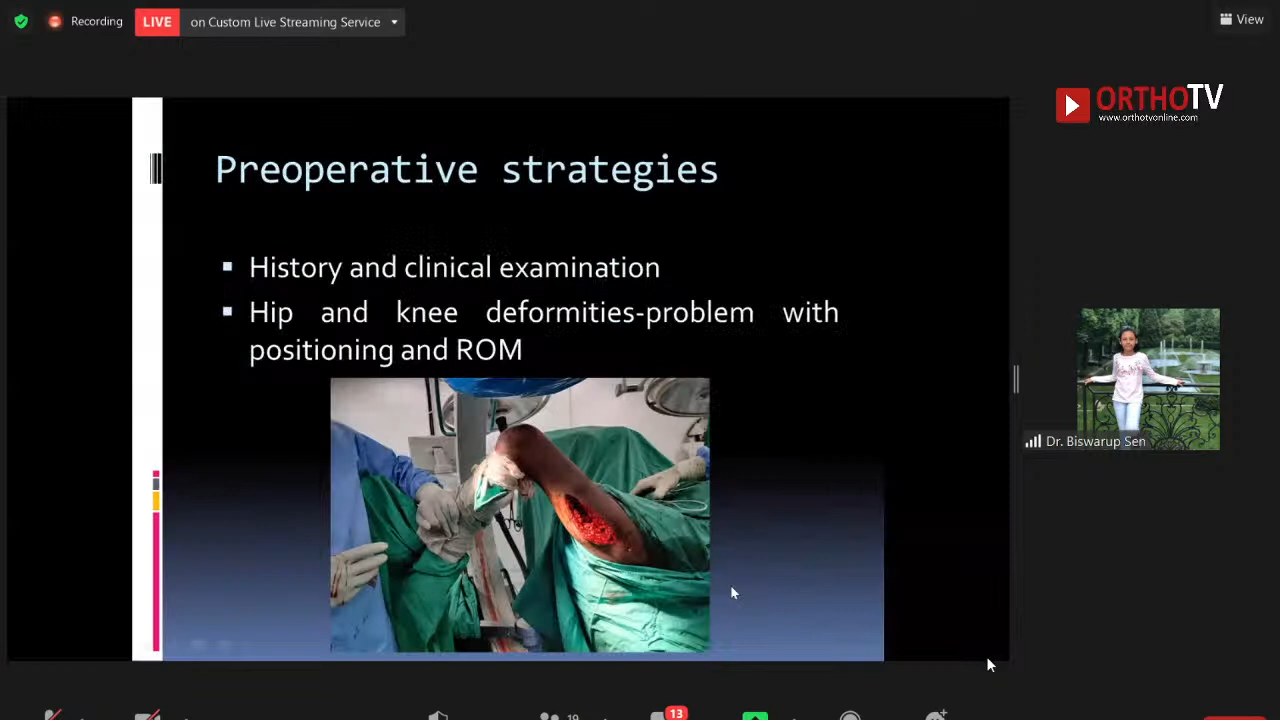 Recording
LIVE
on Custom Live Streaming Service
View
ORTHOTV
www.orthotvonline.com
Preoperative strategies
History and clinical examination
Hip and knee deformities-problem with
positioning and ROM
Dr. Biswarup Sen
19
13